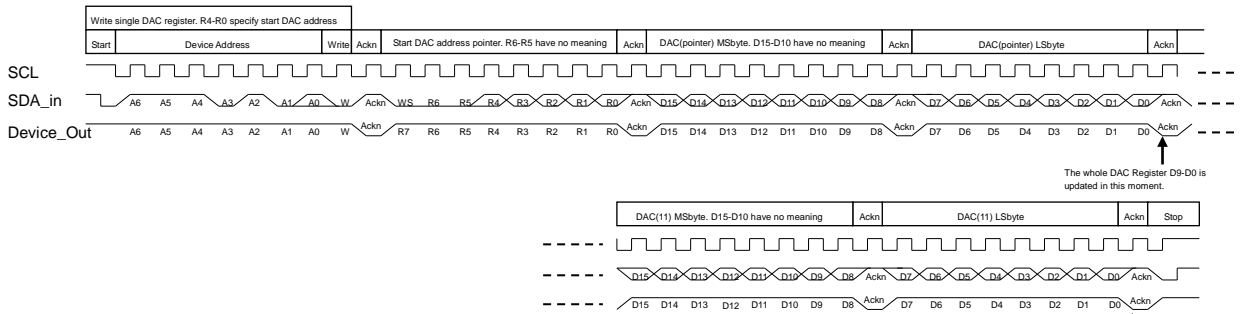 Write single DAC register. R4-R0 specify start DAC address
Start Device Address Write Ackn Start DAC address pointer. R6-R5 have no meaning Ackn DAC(pointer) MSbyte. D15-D10 have no meaning Ackn DAC(pointer) LSbyte Ackn
SCL
SDA_in A6 A5 A4 A3 A2 A1 A0 W Ackn WS R6 R5 R4 R3 R2 R1 R0 Ackn D15 D14 D13 D12 D11 D10 D9 D8 Ackn D7 D6 D5 D4 D3 D2 D1 D0 Ackn
Device_Out A6 A5 A4 A3 A2 A1 A0 W Ackn R7 R6 R5 R4 R3 R2 R1 R0 Ackn D15 D14 D13 D12 D11 D10 D9 D8 Ackn D7 D6 D5 D4 D3 D2 D1 D0 Ackn
The whole DAC Register D9-D0 is
updated in this moment.
DAC(11) MSbyte. D15-D10 have no meaning Ackn DAC(11) LSbyte Ackn Stop
D15 D14 D13 D12 D11 D10 D9 D8 Ackn D7 D6 D5 D4 D3 D2 D1 D0 Ackn
D15 D14 D13 D12 D11 D10 D9 D8 Ackn D7 D6 D5 D4 D3 D2 D1 D0 Ackn